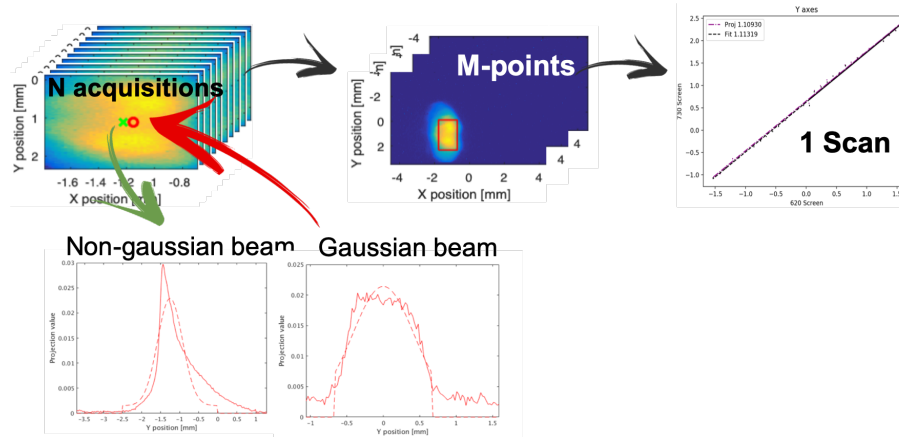 N acquisitions
Y position [mm]
0
1
2
-1.6 -1.4 -1.2 -1 -0.8
X position [mm]
M-points
-4
-4
n]
n]
-2
0
2
4
4
Y position [mm]
-4 -2 0 2 4
X position [mm]
Y axes
Proj 1.10930
Fit 1.11319
2.0
1.5
1.0
0.5
0.0
-0.5
-1.0
730 Screen
-1.5 -1.0 -0.5 0.0 0.5 1.0 1.5
620 Screen
1 Scan
Non-gaussian beam
Gaussian beam
0.03
0.025
0.02
0.015
0.01
0.005
0
Projection value
-3.5 -3 -2.5 -2 -1.5 -1 -0.5 0 0.5 1
Y position [mm]
0.025
0.02
0.015
0.01
0.005
0
Projection value
-1 -0.5 0 0.5 1
Y position [mm]